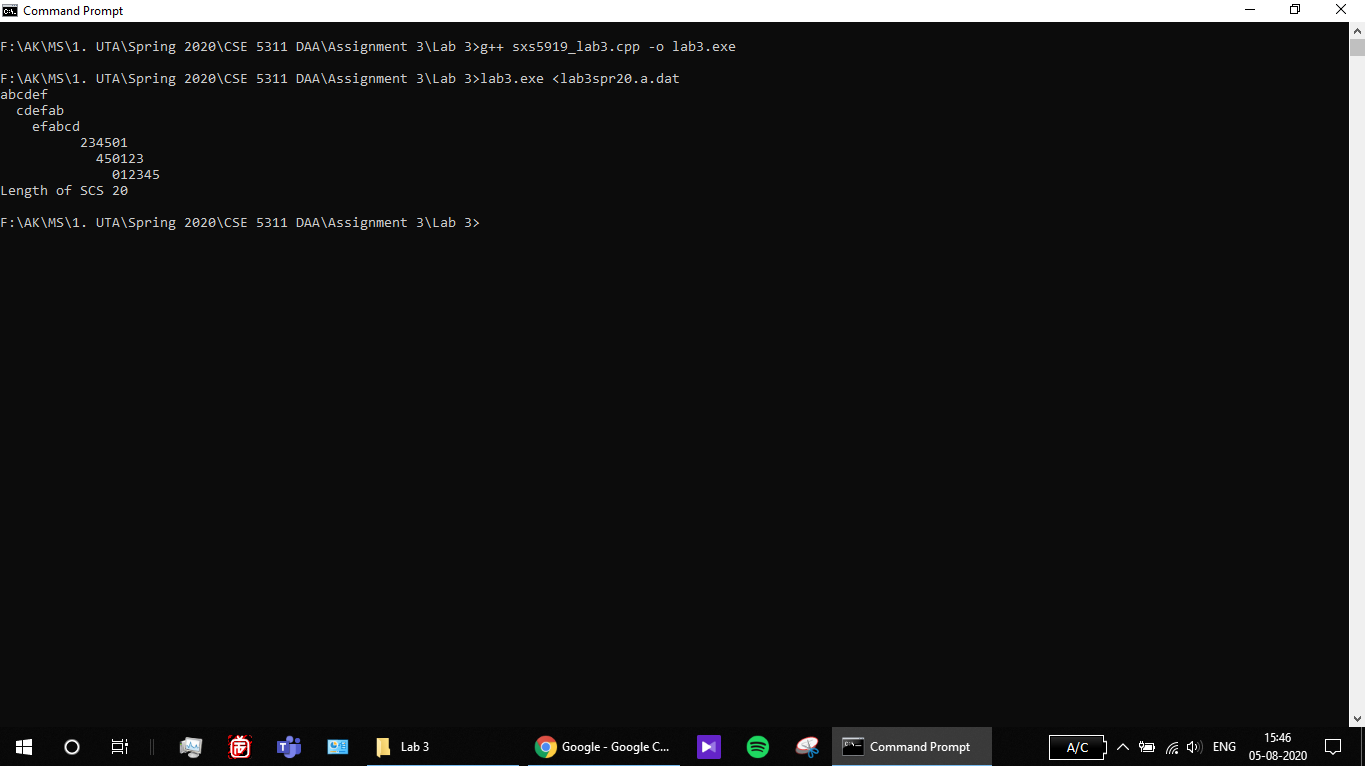 Command Prompt
F:\AK\MS\1. UTA\Spring 2020\CSE 5311 DAA\Assignment 3\Lab 3>g++ sxs5919_lab3.cpp -o lab3.exe
F:\AK\MS\1. UTA\Spring 2020\CSE 5311 DAA\Assignment 3\Lab 3>lab3.exe <lab3spr20.a.dat
abcdef
  cdefab
    efabcd
          234501
            450123
              012345
Length of SCS 20
F:\AK\MS\1. UTA\Spring 2020\CSE 5311 DAA\Assignment 3\Lab 3>
Lab 3
Google - Google C...
Command Prompt
A/C
ENG
15:46
05-08-2020